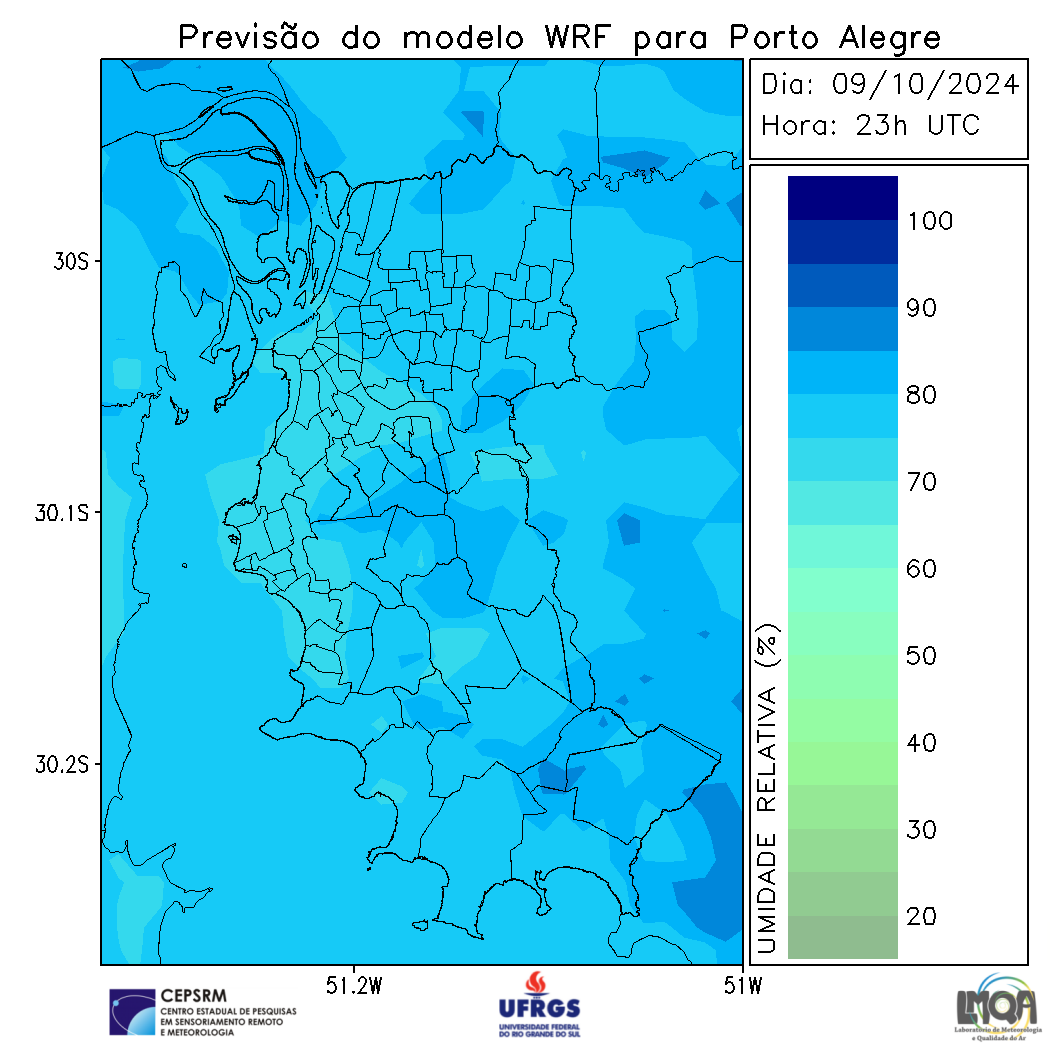 Previsão do modelo WRF para Porto Alegre
Dia: 09/10/2024
Hora: 23h UTC
30S
30.1S
30.2S
51.2W
51W
100
90
80
70
60
50
40
30
20
UMIDADE RELATIVA (%)
CEPSRM
CENTRO ESTADUAL DE PESQUISAS
EM SENSORIAMENTO REMOTO
E METEOROLOGIA
UFRGS
UNIVERSIDADE FEDERAL
DO RIO GRANDE DO SUL
LMQA
Laboratório de Meteorologia
e Qualidade do Ar